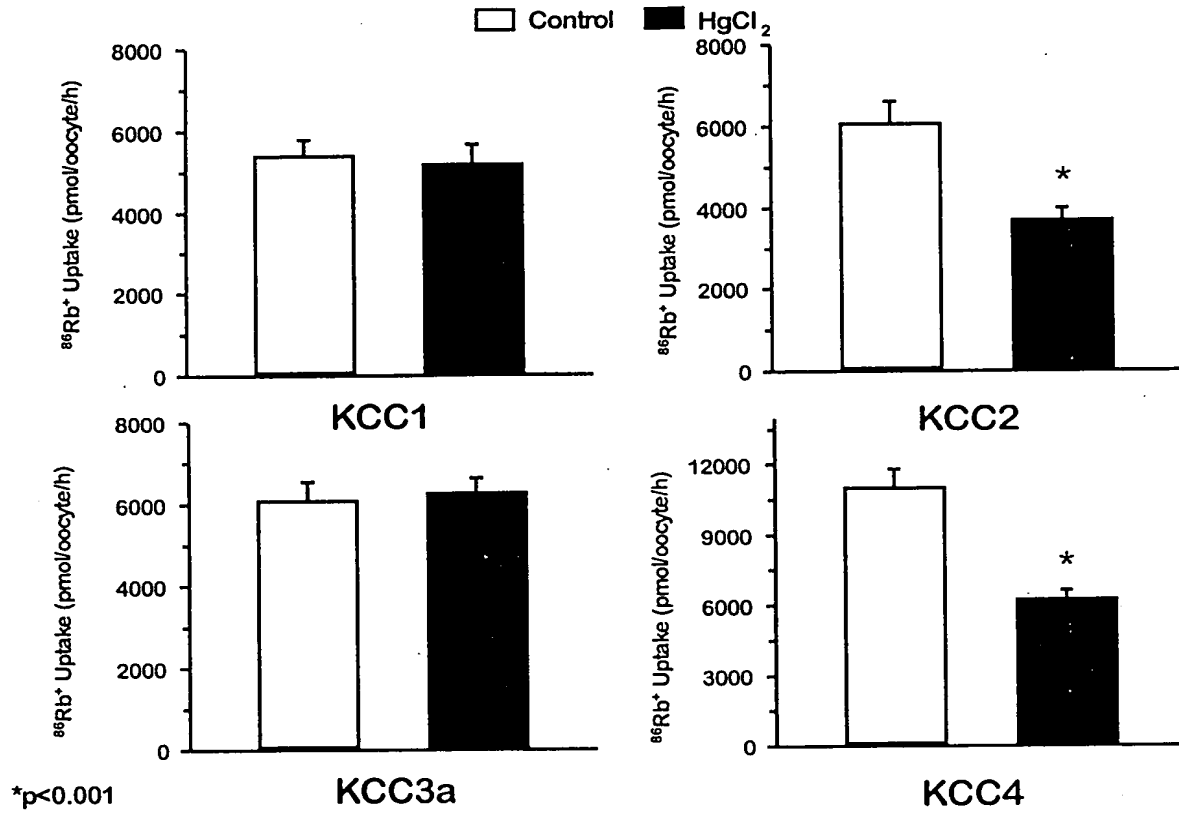 Control HgCl₂
8000
6000
4000
2000
0
⁸⁶Rb⁺ Uptake (pmol/oocyte/h)
KCC1
8000
6000
4000
2000
0
⁸⁶Rb⁺ Uptake (pmol/oocyte/h)
*
KCC2
8000
6000
4000
2000
0
⁸⁶Rb⁺ Uptake (pmol/oocyte/h)
KCC3a
12000
9000
6000
3000
0
⁸⁶Rb⁺ Uptake (pmol/oocyte/h)
*
KCC4
*p<0.001